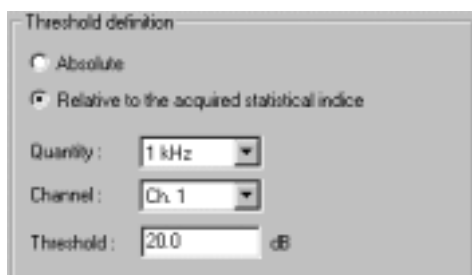 Threshold definition
Absolute
Relative to the acquired statistical indice
Quantity : 1 kHz
Channel : Ch. 1
Threshold : 20.0 dB